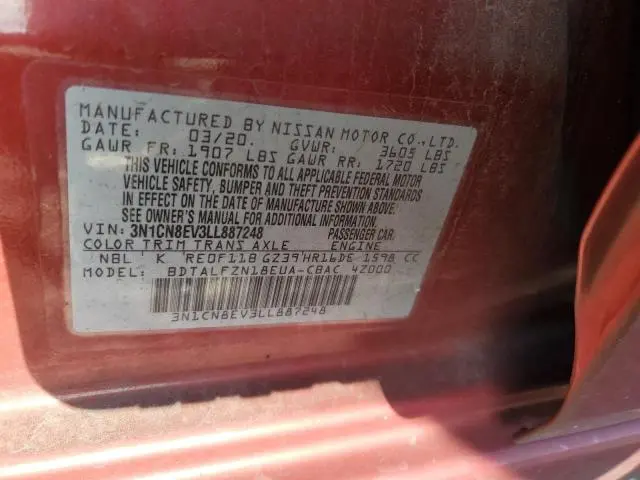 MANUFACTURED BY NISSAN MOTOR CO.,LTD.
DATE: 03/20. GVWR: 3605 LBS
GAWR FR: 1907 LBS GAWR RR: 1720 LBS
THIS VEHICLE CONFORMS TO ALL APPLICABLE FEDERAL MOTOR
VEHICLE SAFETY, BUMPER AND THEFT PREVENTION STANDARDS
IN EFFECT ON THE DATE OF MANUFACTURE SHOWN ABOVE.
SEE OWNER'S MANUAL FOR ADDITIONAL INFORMATION
VIN: 3N1CN8EV3LL887248 PASSENGER CAR.
COLOR TRIM TRANS AXLE ENGINE
NBL K RE0F11B GZ39 HR16DE 1598 CC
MODEL: BDTALFZN18EUA-CBAC 4Z000
3N1CN8EV3LL887248